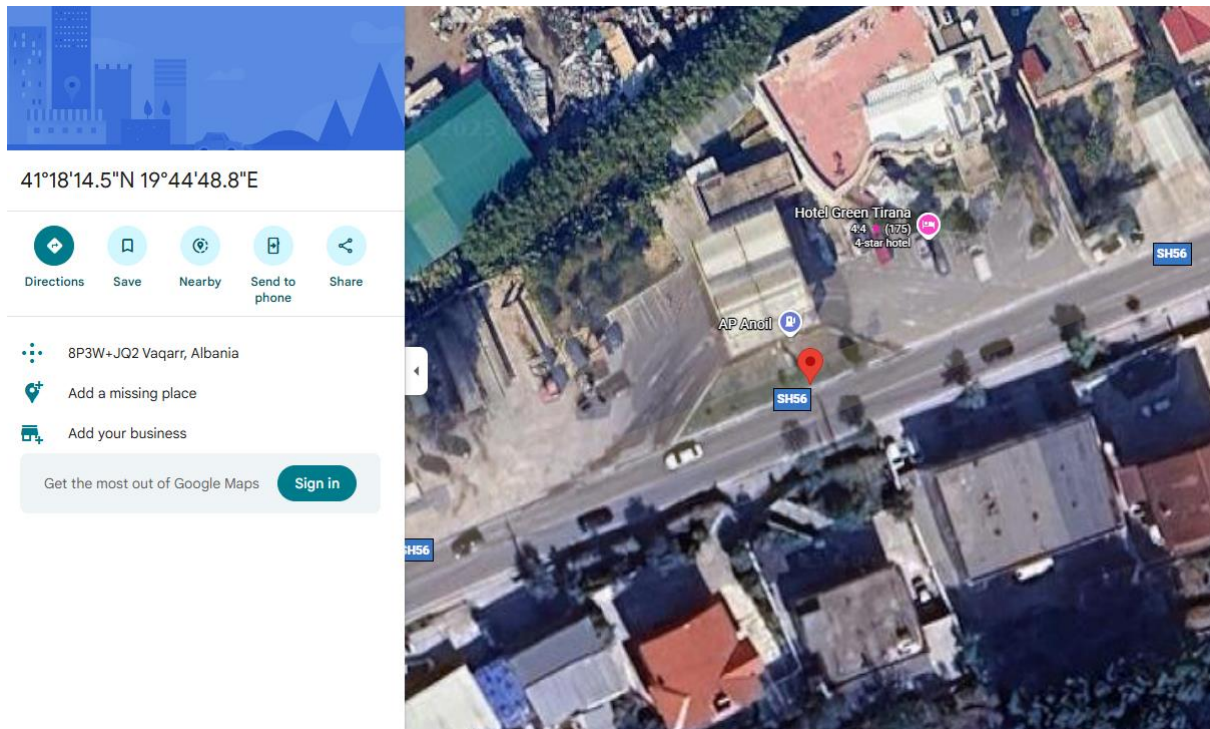 41°18'14.5"N 19°44'48.8"E
Directions
Save
Nearby
Send to
phone
Share
8P3W+JQ2 Vaqarr, Albania
Add a missing place
Add your business
Get the most out of Google Maps
Sign in
Hotel Green Tirana
4.4 ★ (175)
4-star hotel
SH56
AP Anoil
SH56
SH56